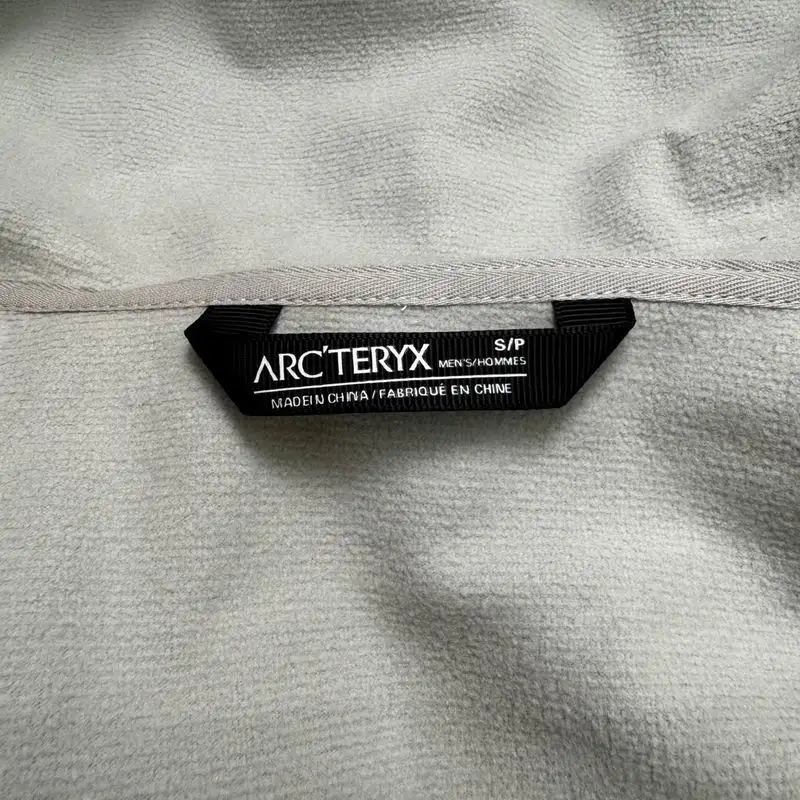 ARC'TERYX S/P
MEN'S/HOMMES
MADE IN CHINA / FABRIQUÉ EN CHINE